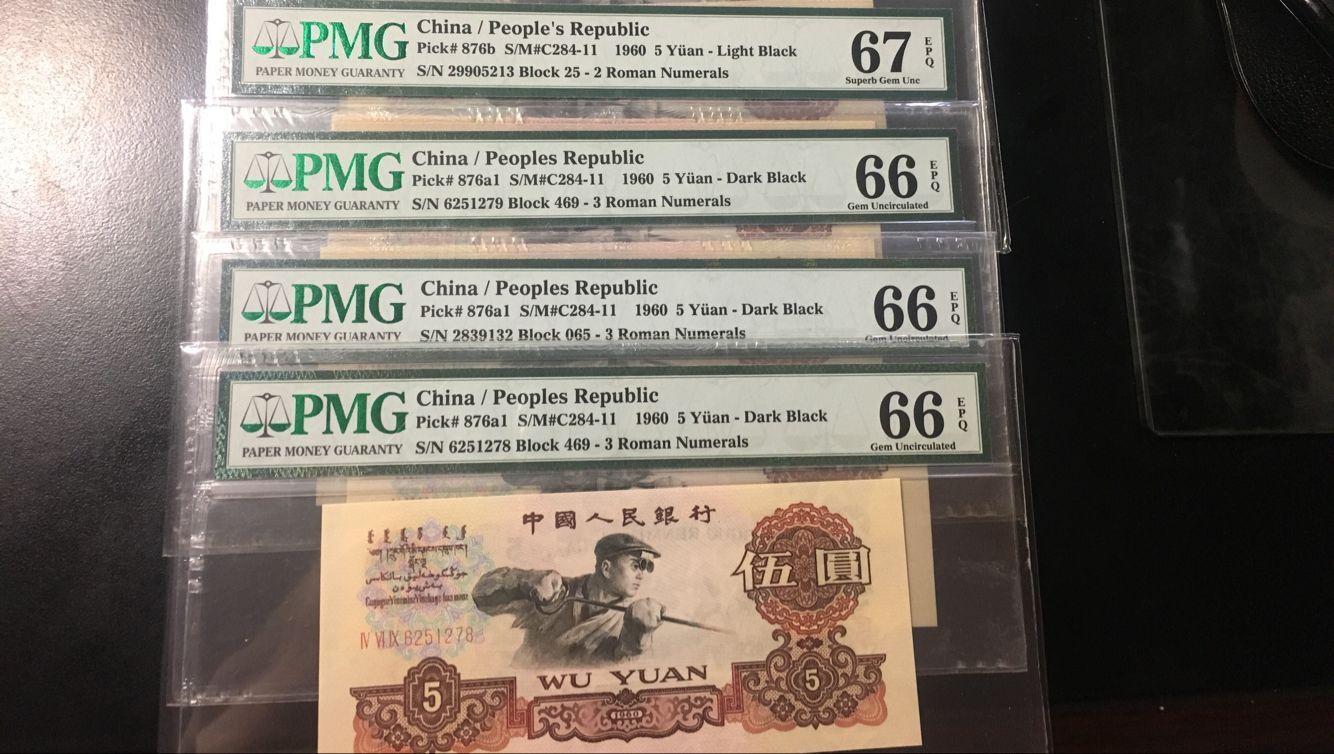 PMG
PAPER MONEY GUARANTY
China / People's Republic
Pick# 876b S/M#C284-11 1960 5 Yüan - Light Black
S/N 29905213 Block 25 - 2 Roman Numerals
67
EPQ
Superb Gem Unc
PMG
PAPER MONEY GUARANTY
China / Peoples Republic
Pick# 876a1 S/M#C284-11 1960 5 Yüan - Dark Black
S/N 6251279 Block 469 - 3 Roman Numerals
66
EPQ
Gem Uncirculated
PMG
PAPER MONEY GUARANTY
China / Peoples Republic
Pick# 876a1 S/M#C284-11 1960 5 Yüan - Dark Black
S/N 2839132 Block 065 - 3 Roman Numerals
66
EPQ
Gem Uncirculated
PMG
PAPER MONEY GUARANTY
China / Peoples Republic
Pick# 876a1 S/M#C284-11 1960 5 Yüan - Dark Black
S/N 6251278 Block 469 - 3 Roman Numerals
66
EPQ
Gem Uncirculated
中國人民銀行
伍圓
IV VI IX 6251278
WU YUAN
5
1960
5